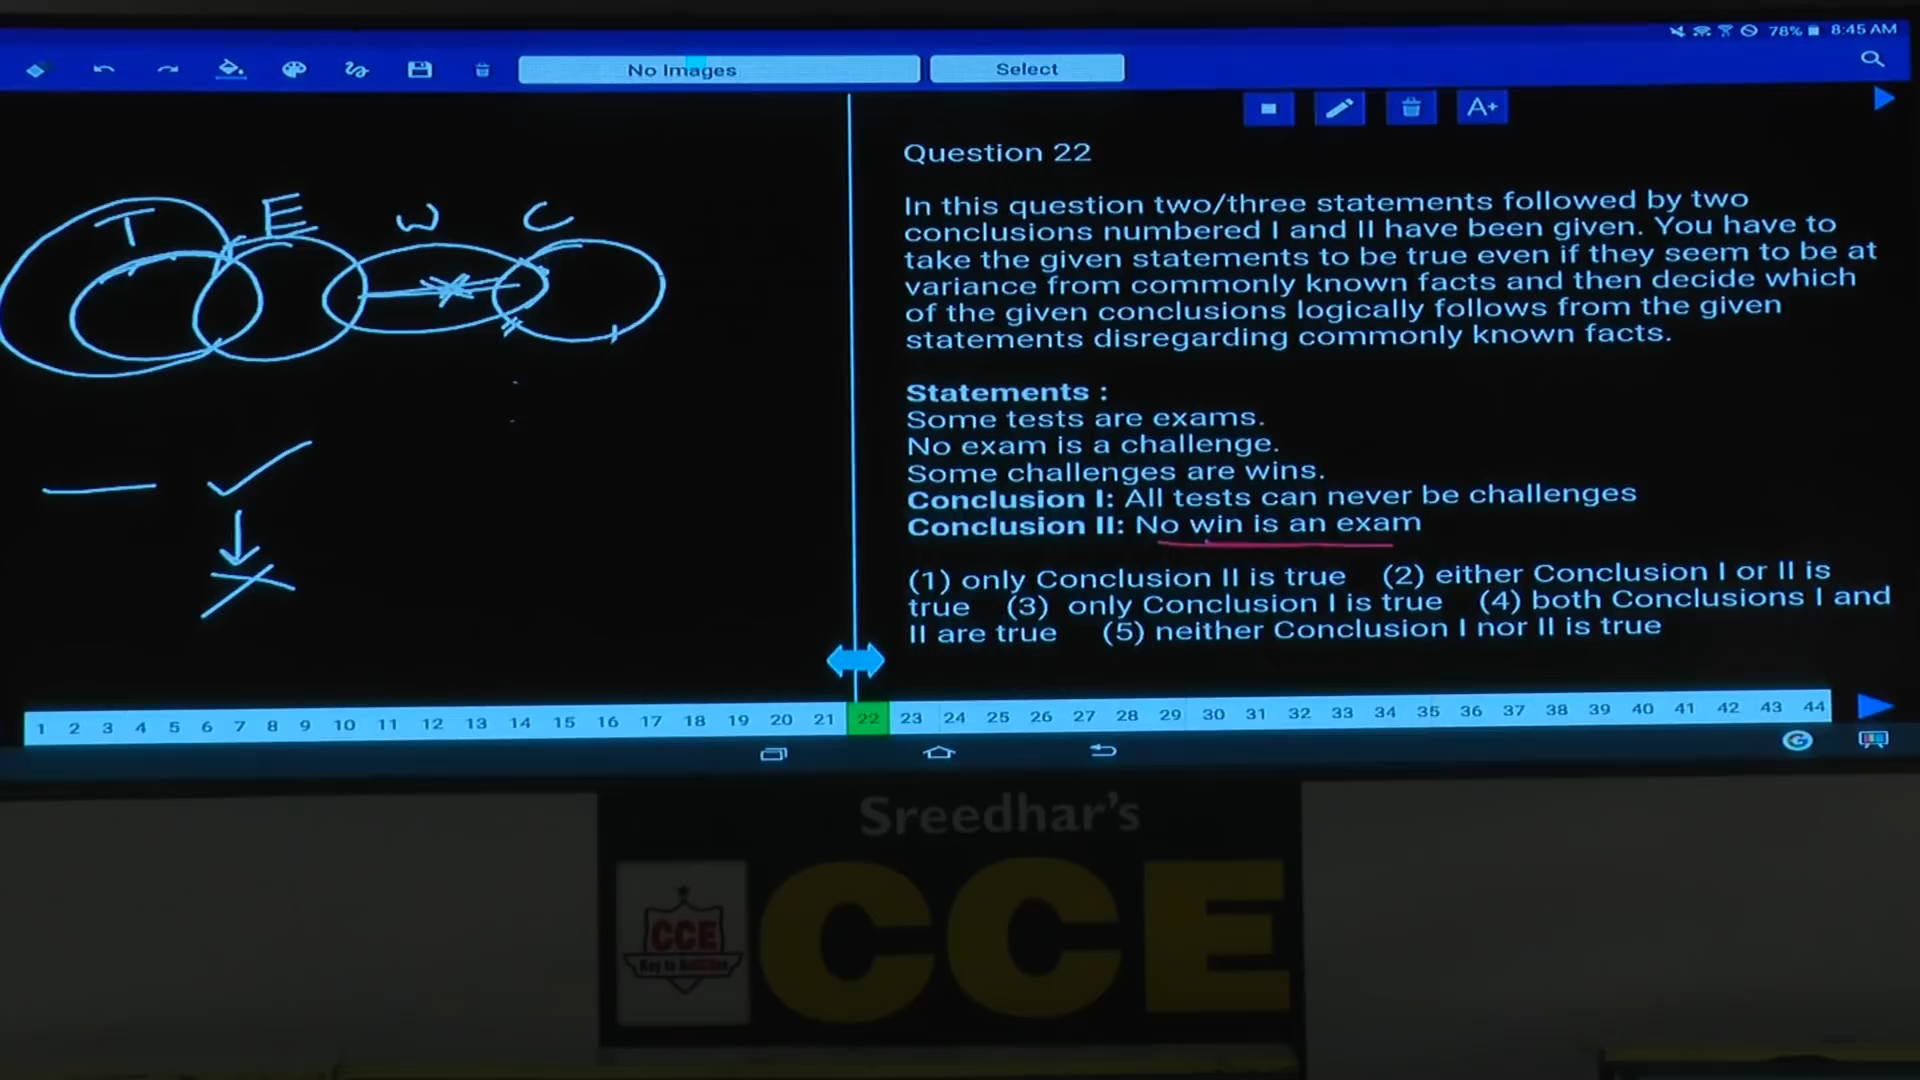 78% 8:45 AM
No Images
Select
A+
T E W C
Question 22
In this question two/three statements followed by two
conclusions numbered I and II have been given. You have to
take the given statements to be true even if they seem to be at
variance from commonly known facts and then decide which
of the given conclusions logically follows from the given
statements disregarding commonly known facts.
Statements :
Some tests are exams.
No exam is a challenge.
Some challenges are wins.
Conclusion I: All tests can never be challenges
Conclusion II: No win is an exam
(1) only Conclusion II is true (2) either Conclusion I or II is
true (3) only Conclusion I is true (4) both Conclusions I and
II are true (5) neither Conclusion I nor II is true
1 2 3 4 5 6 7 8 9 10 11 12 13 14 15 16 17 18 19 20 21 22 23 24 25 26 27 28 29 30 31 32 33 34 35 36 37 38 39 40 41 42 43 44
G
Sreedhar's
CCE
CCE